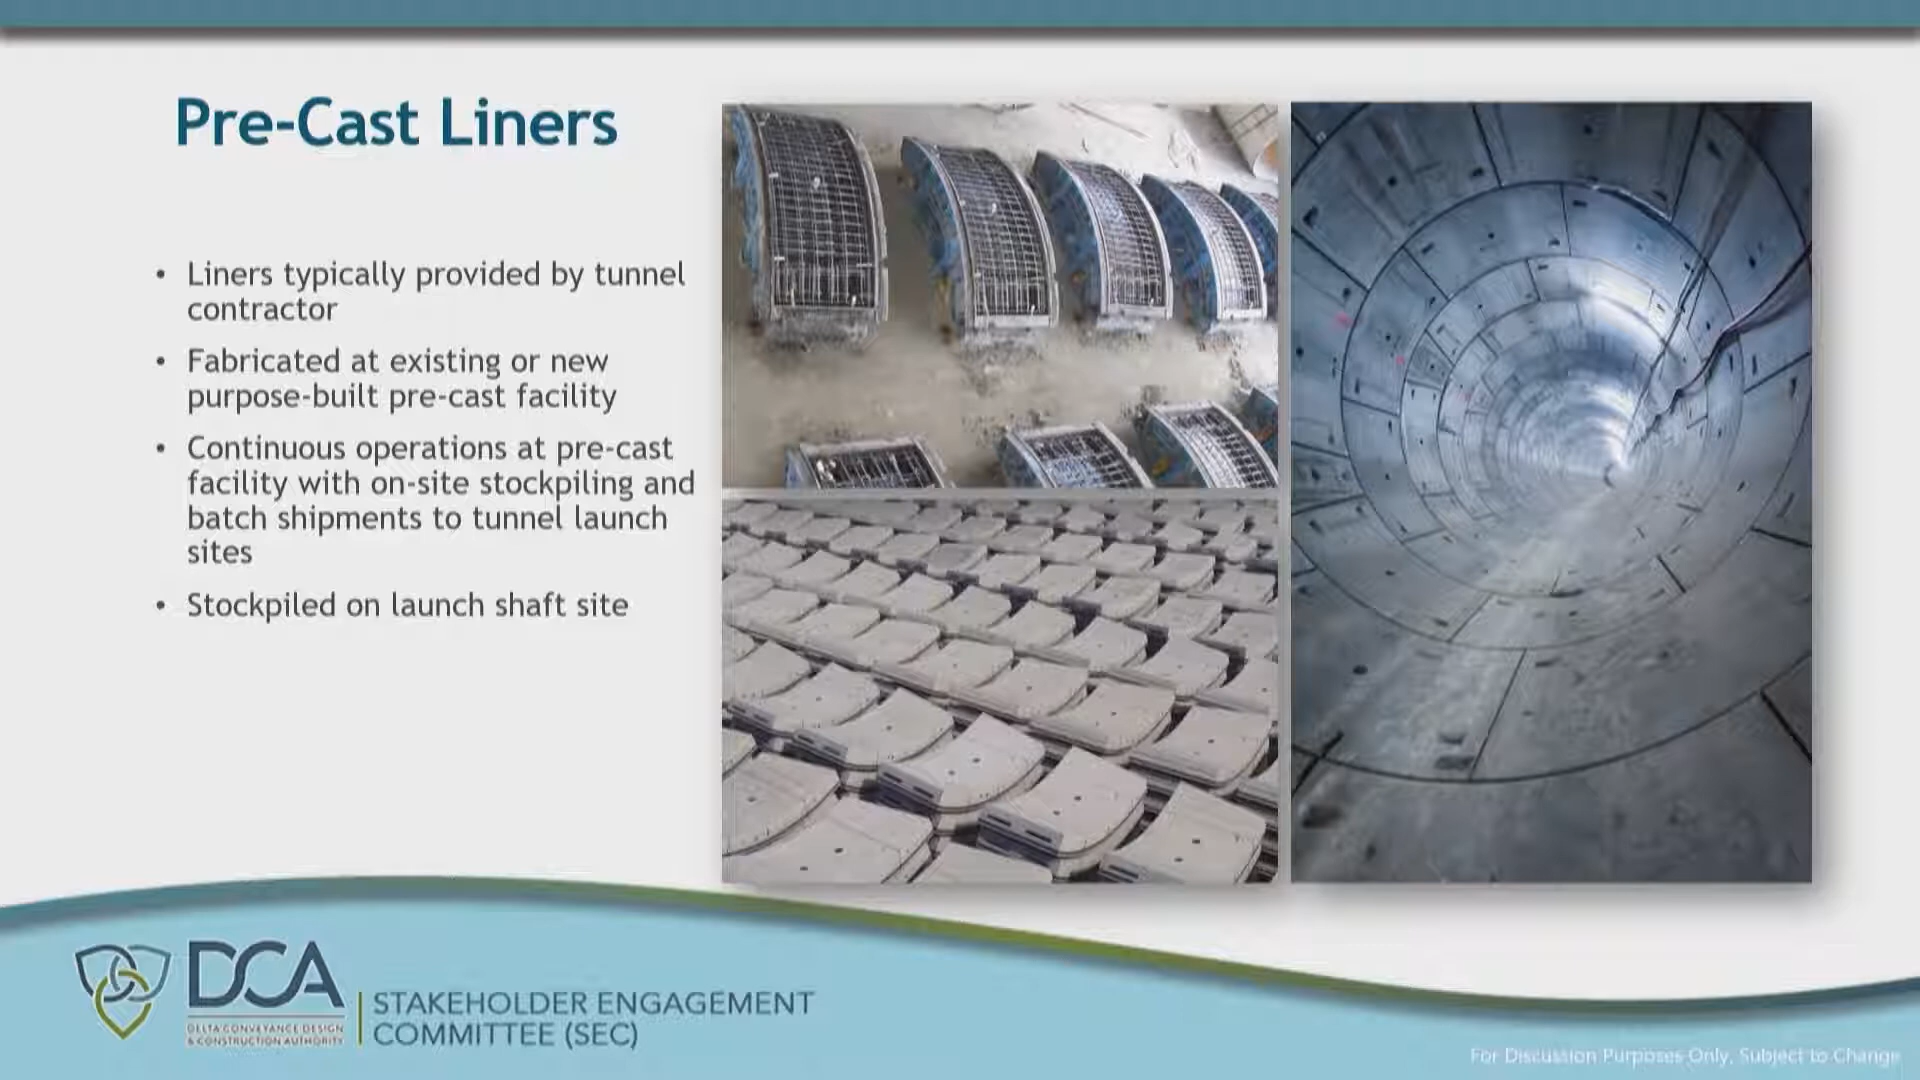 Pre-Cast Liners
• Liners typically provided by tunnel
contractor
• Fabricated at existing or new
purpose-built pre-cast facility
• Continuous operations at pre-cast
facility with on-site stockpiling and
batch shipments to tunnel launch
sites
• Stockpiled on launch shaft site
DCA
DELTA CONVEYANCE DESIGN
& CONSTRUCTION AUTHORITY
STAKEHOLDER ENGAGEMENT
COMMITTEE (SEC)
For Discussion Purposes Only, Subject to Change